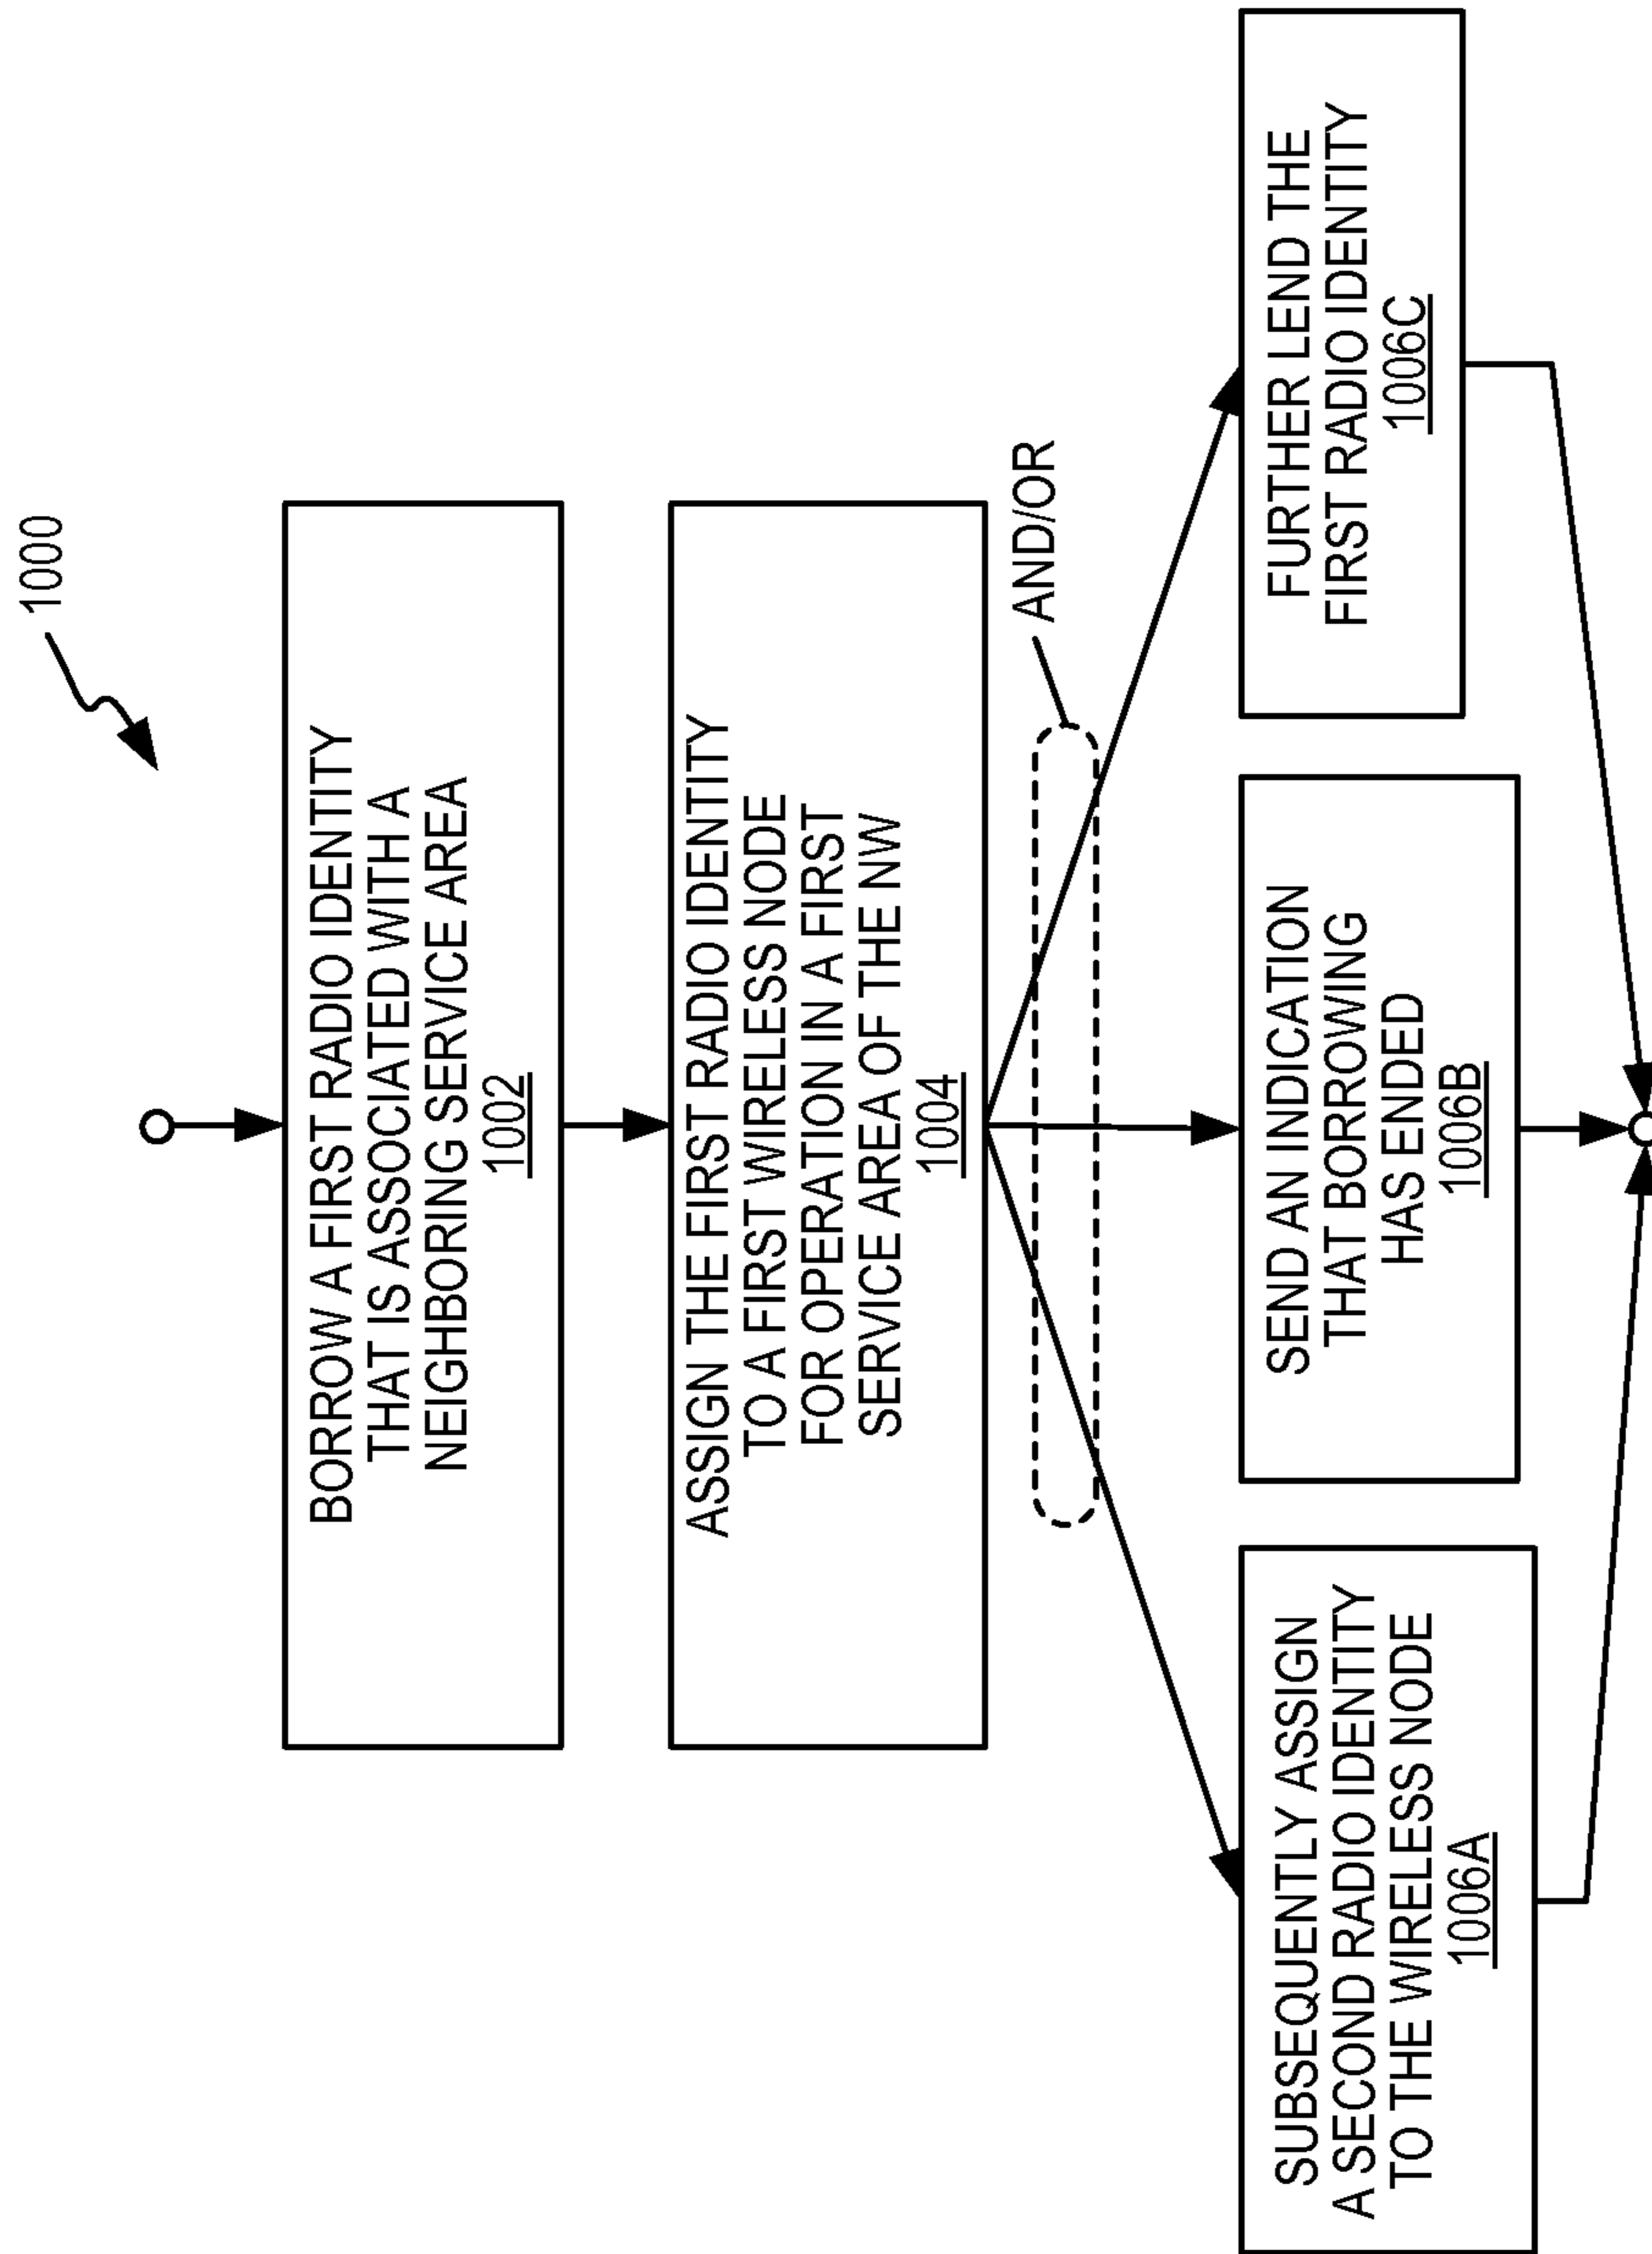 1000
BORROW A FIRST RADIO IDENTITY
THAT IS ASSOCIATED WITH A
NEIGHBORING SERVICE AREA
1002
ASSIGN THE FIRST RADIO IDENTITY
TO A FIRST WIRELESS NODE
FOR OPERATION IN A FIRST
SERVICE AREA OF THE NW
1004
AND/OR
SUBSEQUENTLY ASSIGN
A SECOND RADIO IDENTITY
TO THE WIRELESS NODE
1006A
SEND AN INDICATION
THAT BORROWING
HAS ENDED
1006B
FURTHER LEND THE
FIRST RADIO IDENTITY
1006C